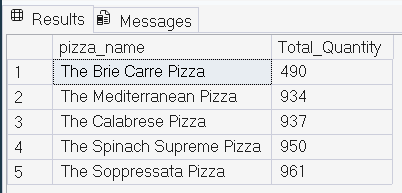 Results Messages
pizza_name Total_Quantity
1 The Brie Carre Pizza 490
2 The Mediterranean Pizza 934
3 The Calabrese Pizza 937
4 The Spinach Supreme Pizza 950
5 The Soppressata Pizza 961